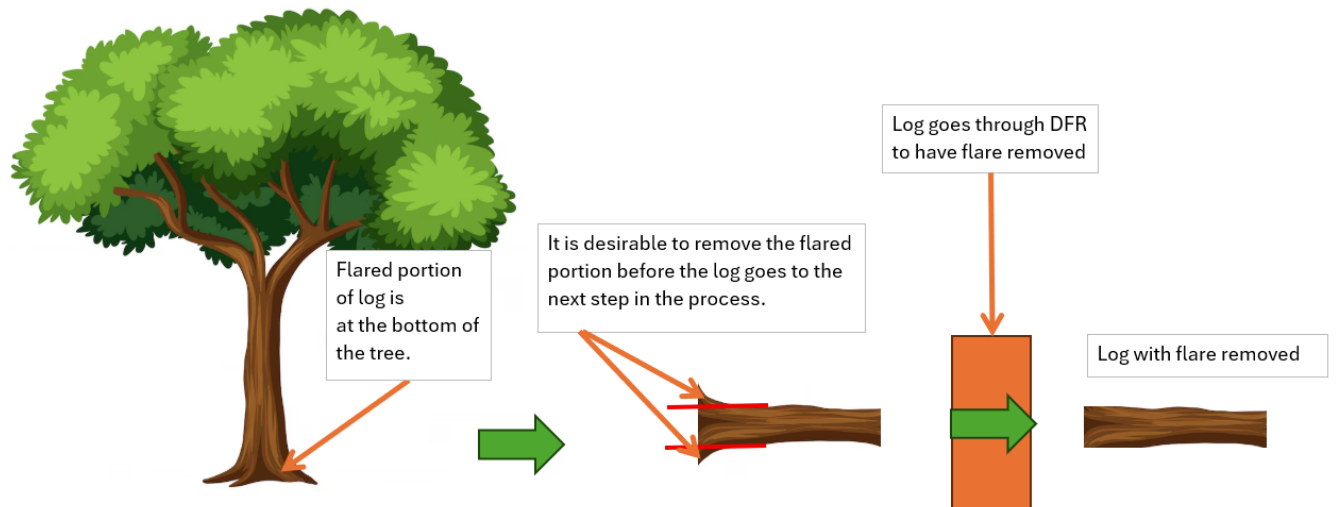 Flared portion
of log is
at the bottom of
the tree.
It is desirable to remove the flared
portion before the log goes to the
next step in the process.
Log goes through DFR
to have flare removed
Log with flare removed